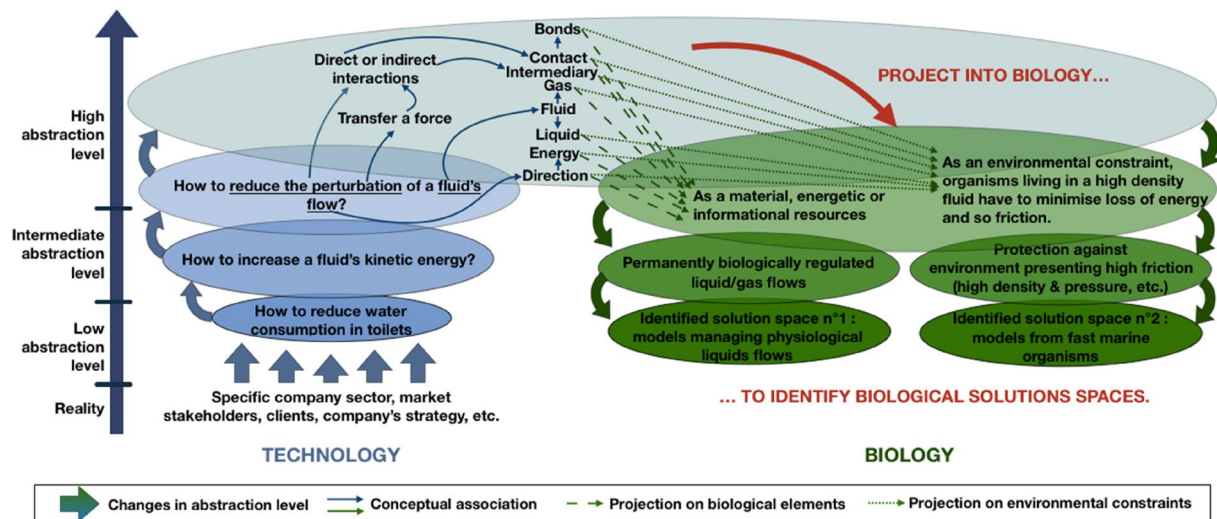 High
abstraction
level
Intermediate
abstraction
level
Low
abstraction
level
Reality
Bonds
Contact
Intermediary
Gas
Fluid
Liquid
Energy
Direction
Direct or indirect
interactions
Transfer a force
How to reduce the perturbation of a fluid's
flow?
How to increase a fluid's kinetic energy?
How to reduce water
consumption in toilets
Specific company sector, market
stakeholders, clients, company's strategy, etc.
TECHNOLOGY
PROJECT INTO BIOLOGY…
As a material, energetic or
informational resources
As an environmental constraint,
organisms living in a high density
fluid have to minimise loss of energy
and so friction.
Permanently biologically regulated
liquid/gas flows
Protection against
environment presenting high friction
(high density & pressure, etc.)
Identified solution space n°1 :
models managing physiological
liquids flows
Identified solution space n°2 :
models from fast marine
organisms
… TO IDENTIFY BIOLOGICAL SOLUTIONS SPACES.
BIOLOGY
Changes in abstraction level
Conceptual association
Projection on biological elements
Projection on environmental constraints